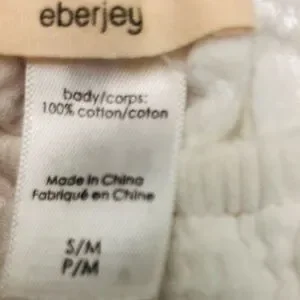 eberjey
body/corps:
100% cotton/coton
Made in China
Fabriqué en Chine
S/M
P/M